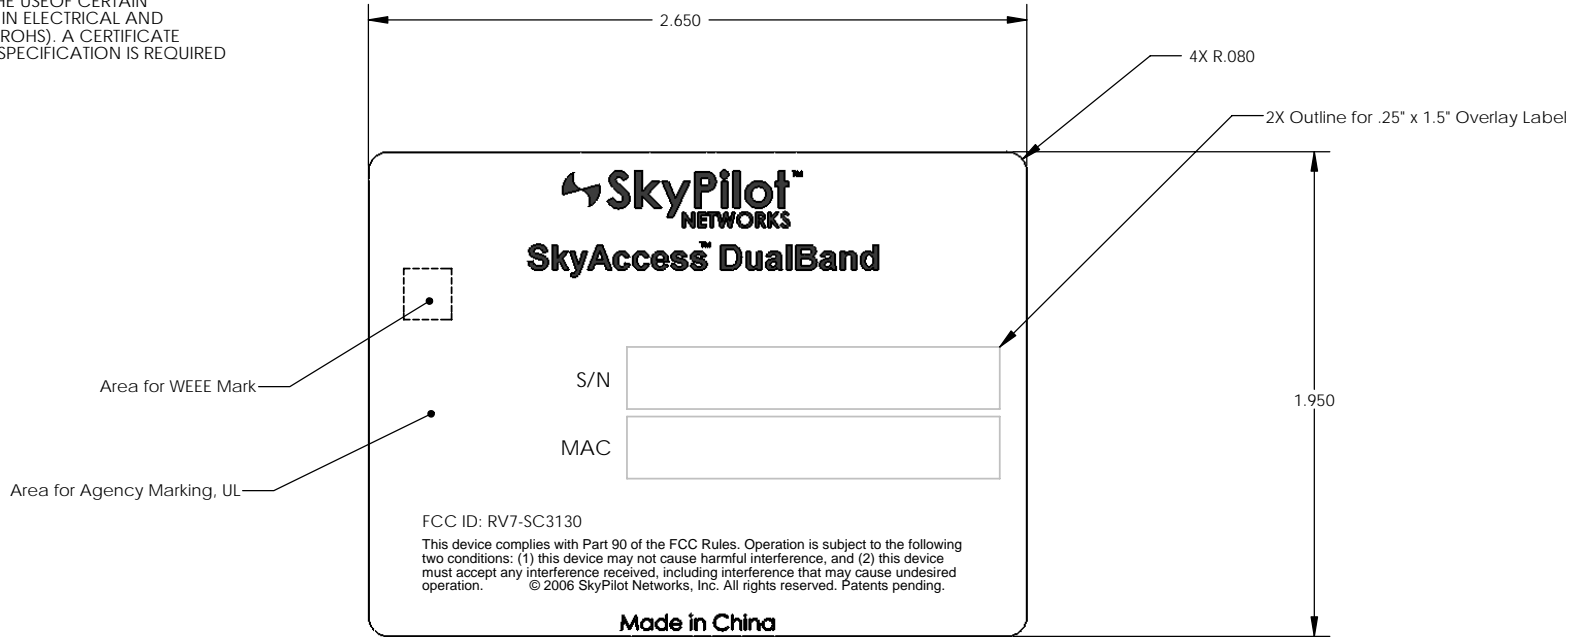 HE USEOF CERTAIN
IN ELECTRICAL AND
ROHS). A CERTIFICATE
SPECIFICATION IS REQUIRED
2.650
4X R.080
2X Outline for .25" x 1.5" Overlay Label
SkyPilot™
NETWORKS
SkyAccess™ DualBand
Area for WEEE Mark
S/N
1.950
MAC
Area for Agency Marking, UL
FCC ID: RV7-SC3130
This device complies with Part 90 of the FCC Rules. Operation is subject to the following
two conditions: (1) this device may not cause harmful interference, and (2) this device
must accept any interference received, including interference that may cause undesired
operation. © 2006 SkyPilot Networks, Inc. All rights reserved. Patents pending.
Made in China